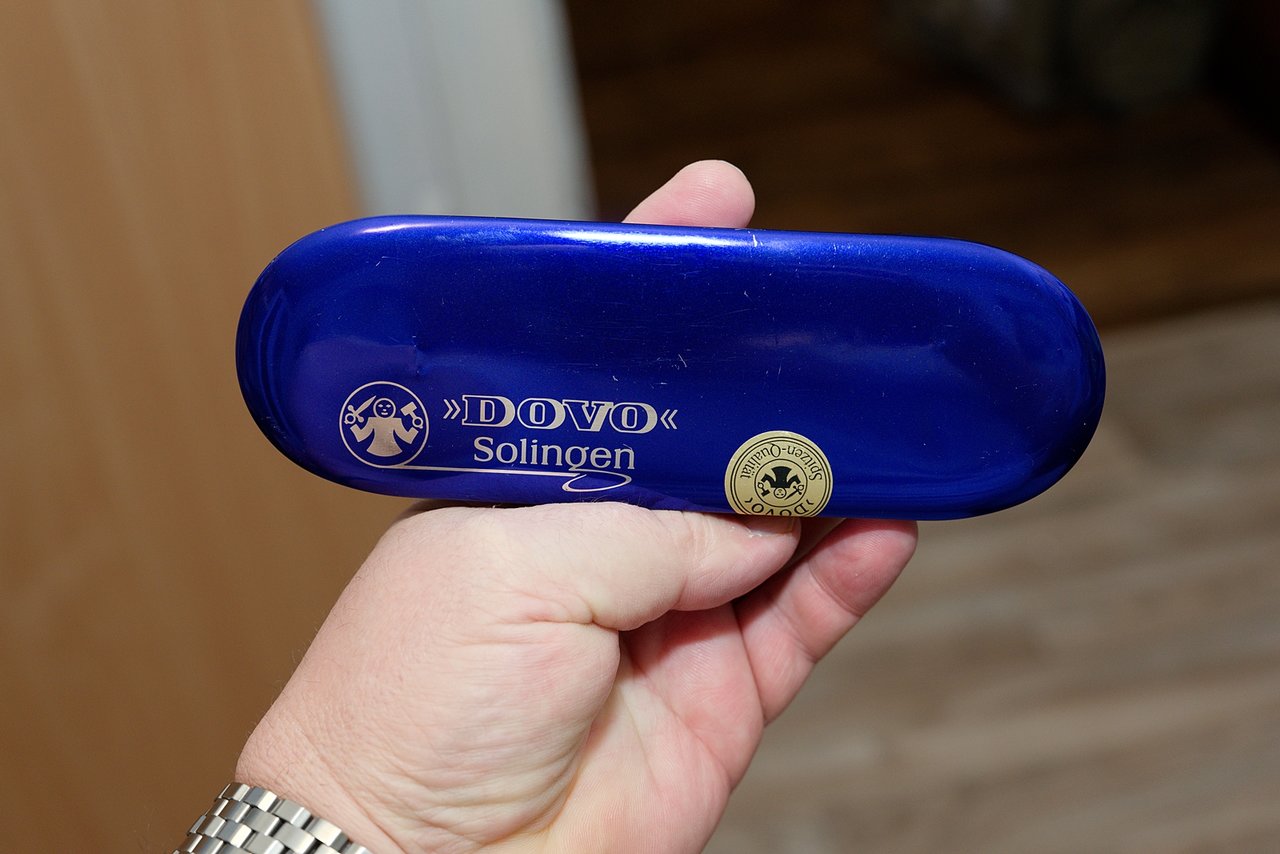 »DOVO«
Solingen
›DOVO‹
Spitzen-Qualität